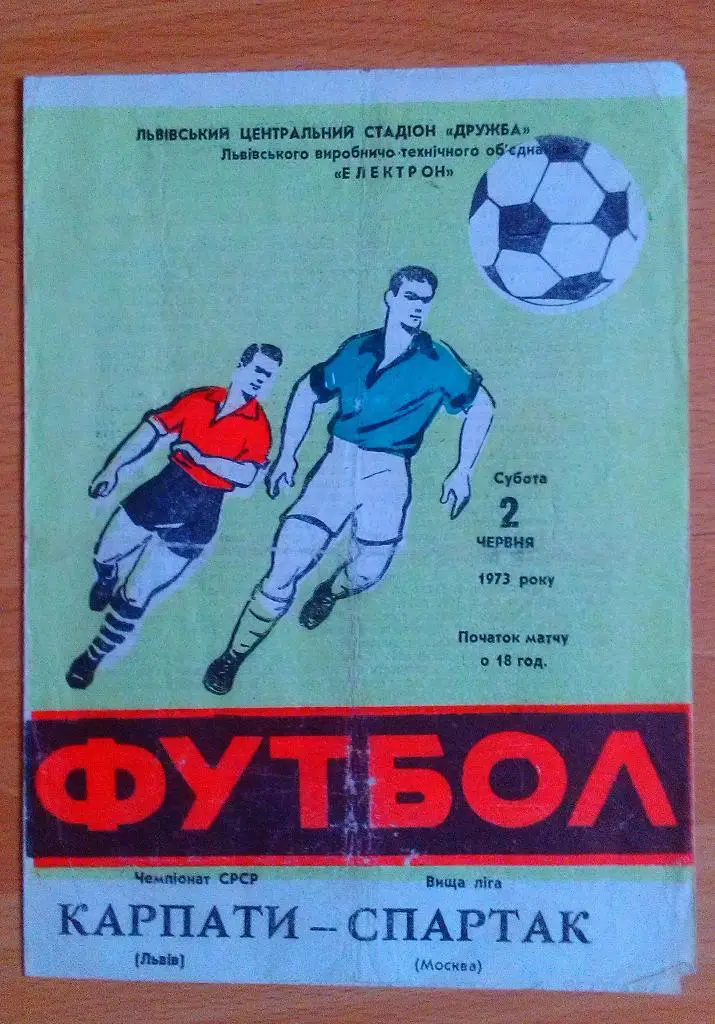 ЛЬВІВСЬКИЙ ЦЕНТРАЛЬНИЙ СТАДІОН «ДРУЖБА»
Львівського виробничо-технічного об'єднання
«ЕЛЕКТРОН»
Субота
2
ЧЕРВНЯ
1973 року
Початок матчу
о 18 год.
ФУТБОЛ
Чемпіонат СРСР Вища ліга
КАРПАТИ — СПАРТАК
(Львів) (Москва)